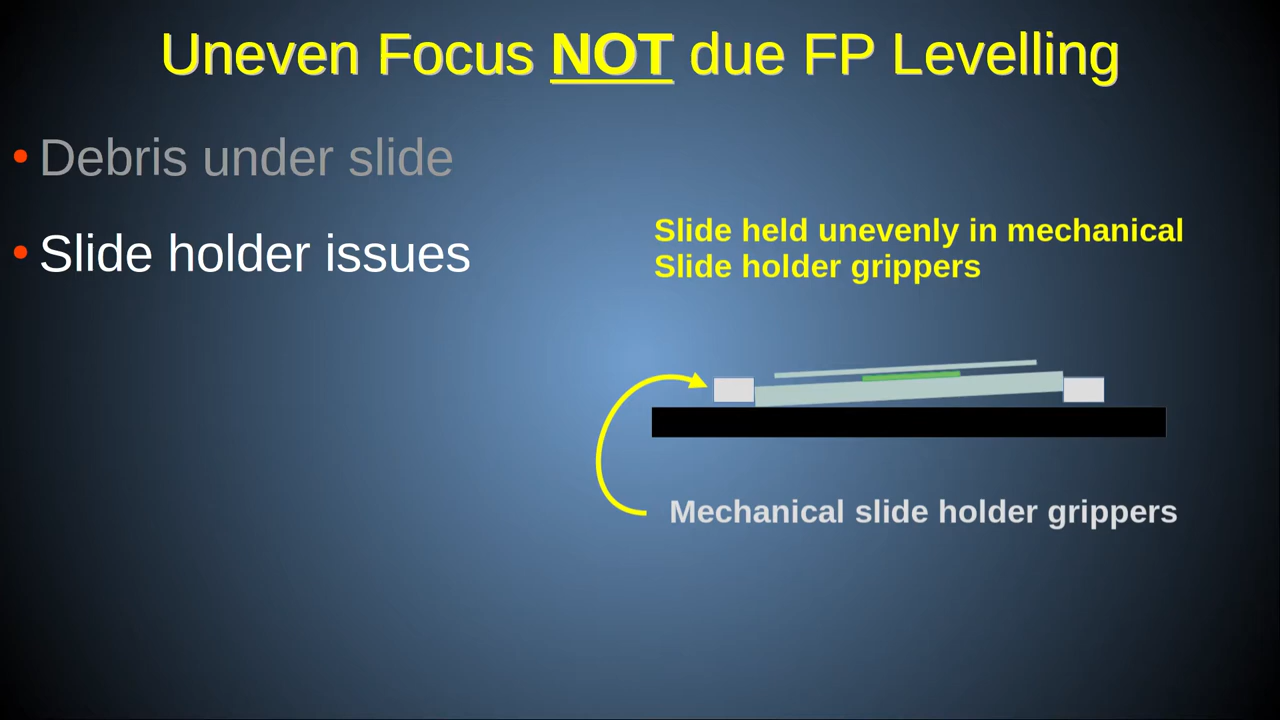 Uneven Focus NOT due FP Levelling
• Debris under slide
• Slide holder issues
Slide held unevenly in mechanical
Slide holder grippers
Mechanical slide holder grippers